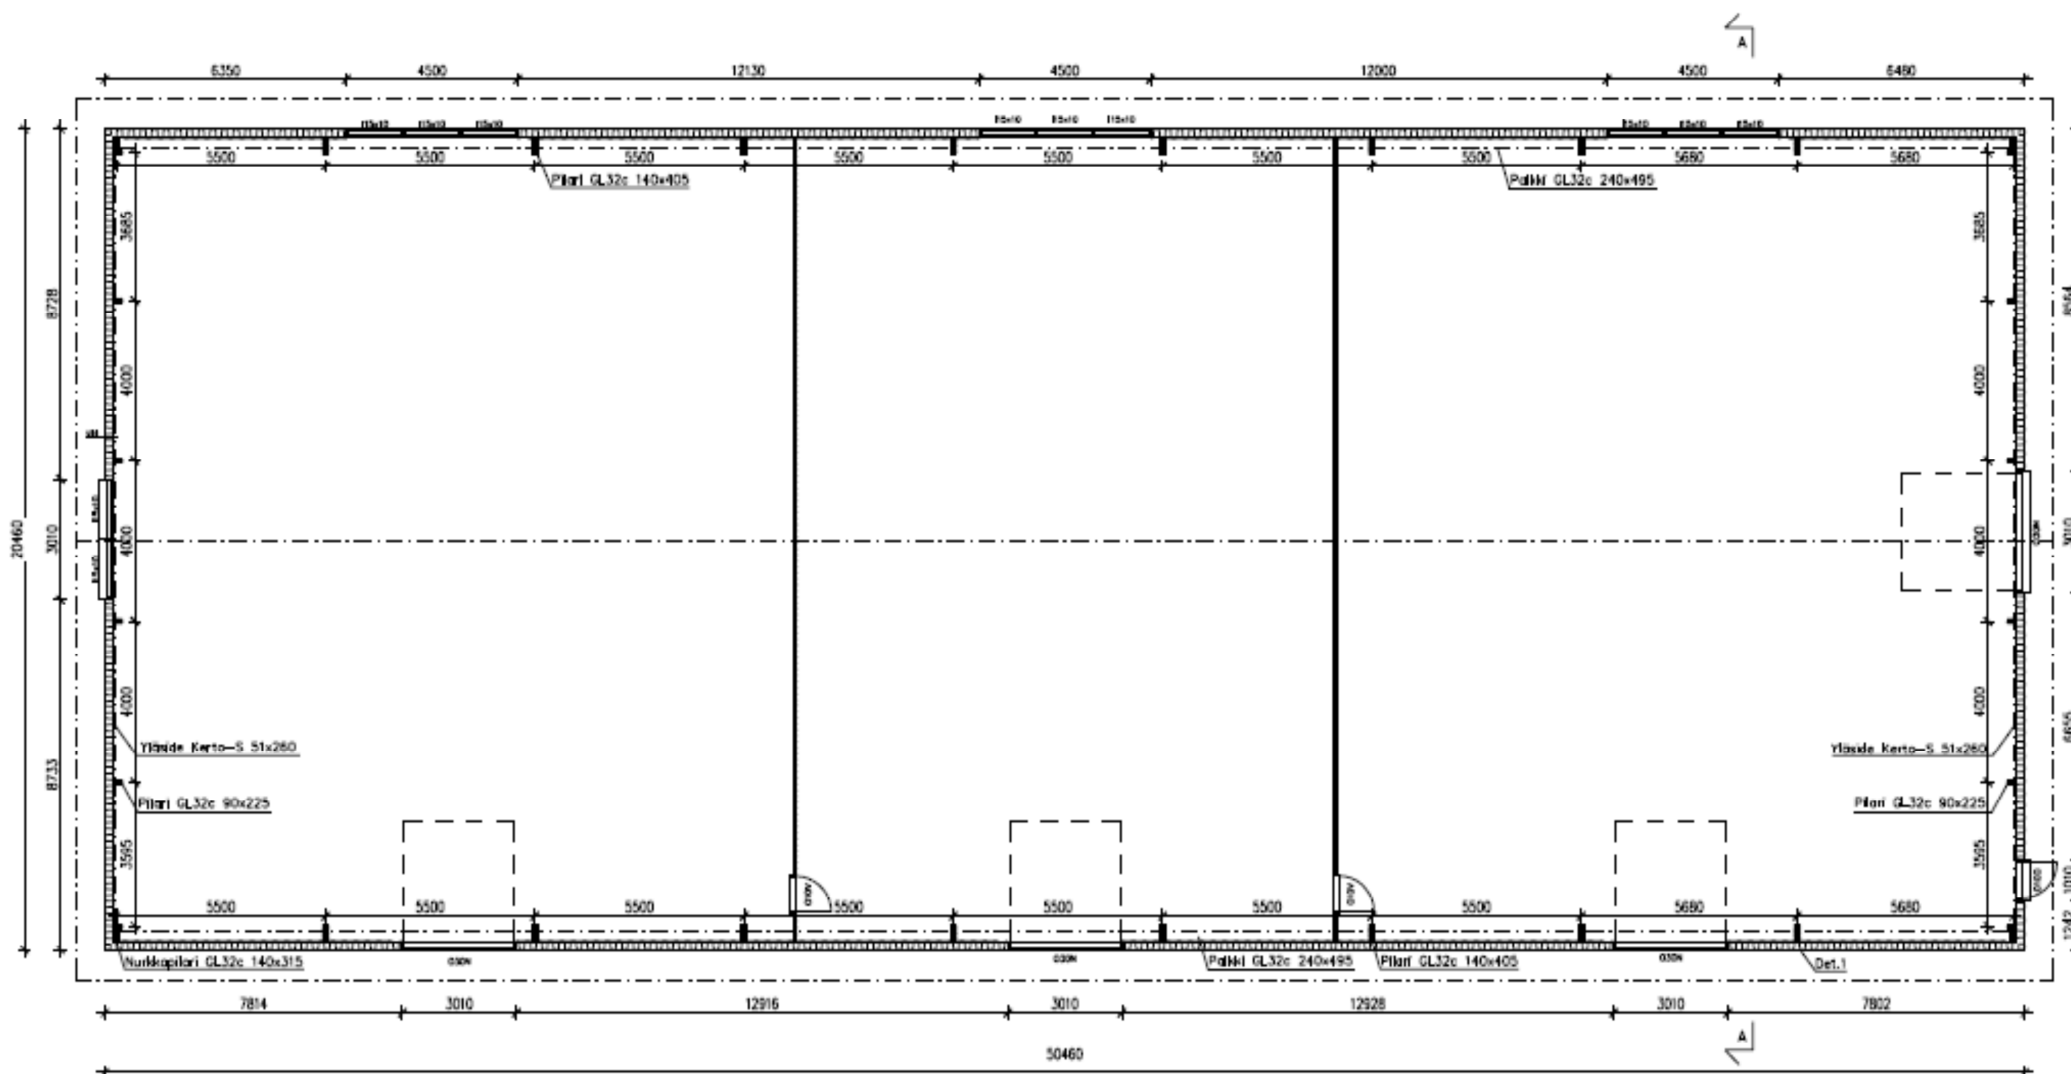 A
6350 4500 12130 4500 12000 4500 6480
5500 5500 5500 5500 5500 5500 5500 5680 5680
Pilari GL32c 140x405
Palkki GL32c 240x495
3685
3685
8728
4000
4000
20460
3010
4000
4000
4000
4000
Yläside Kerto-S 51x260
Yläside Kerto-S 51x260
8733
Pilari GL32c 90x225
Pilari GL32c 90x225
3595
3595
5500 5500 5500 5500 5500 5500 5500 5680 5680
Nurkkapilari GL32c 140x315
Palkki GL32c 240x495
Pilari GL32c 140x405
Det.1
7814 3010 12916 3010 12928 3010 7802
A
50460